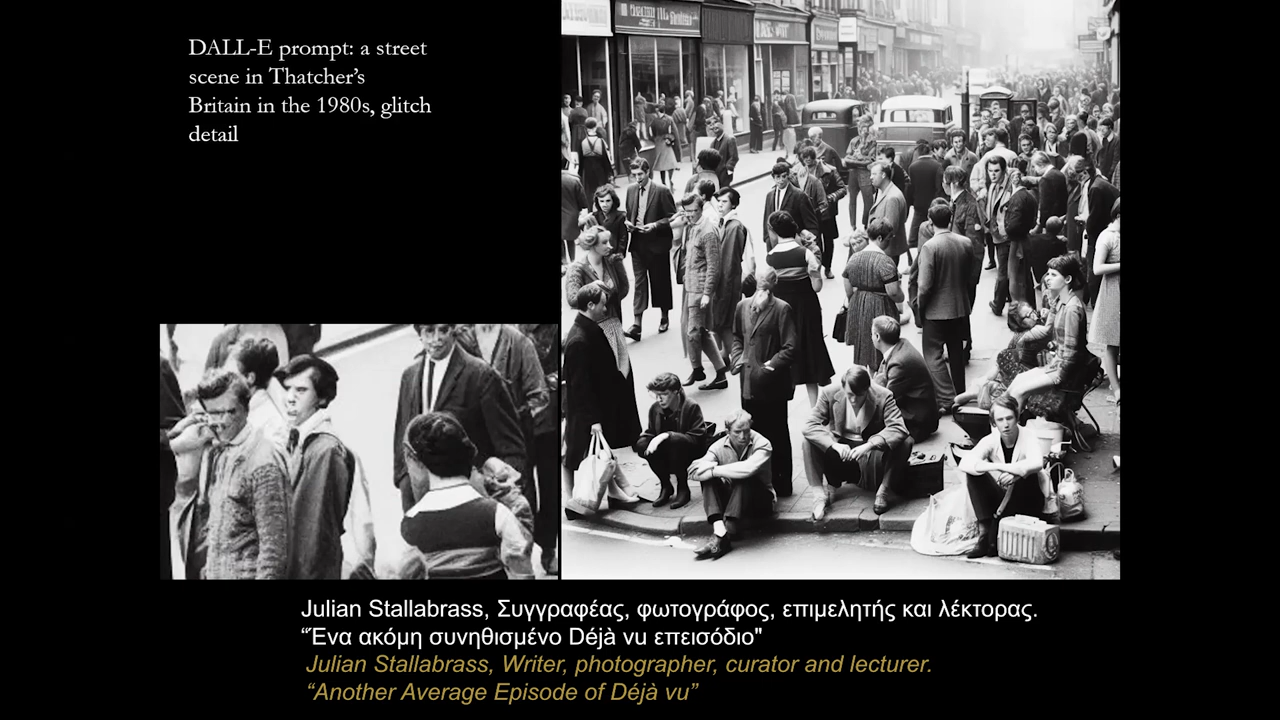 DALL-E prompt: a street
scene in Thatcher’s
Britain in the 1980s, glitch
detail
Julian Stallabrass, Συγγραφέας, φωτογράφος, επιμελητής και λέκτορας.
“Ένα ακόμη συνηθισμένο Déjà vu επεισόδιο"
Julian Stallabrass, Writer, photographer, curator and lecturer.
“Another Average Episode of Déjà vu”